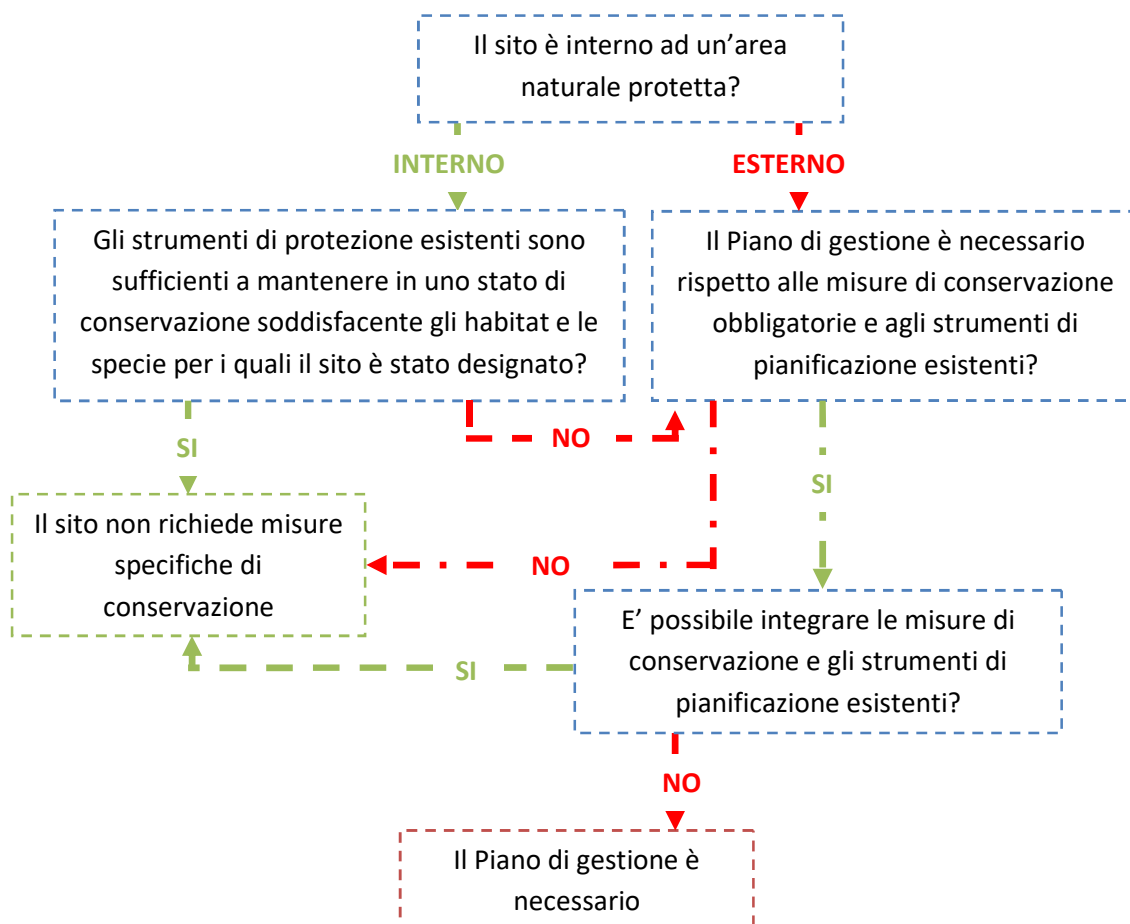 Il sito è interno ad un’area
naturale protetta?
INTERNO
ESTERNO
Gli strumenti di protezione esistenti sono
sufficienti a mantenere in uno stato di
conservazione soddisfacente gli habitat e le
specie per i quali il sito è stato designato?
Il Piano di gestione è necessario
rispetto alle misure di conservazione
obbligatorie e agli strumenti di
pianificazione esistenti?
SI
NO
SI
Il sito non richiede misure
specifiche di
conservazione
NO
E’ possibile integrare le misure di
conservazione e gli strumenti di
pianificazione esistenti?
SI
NO
Il Piano di gestione è
necessario